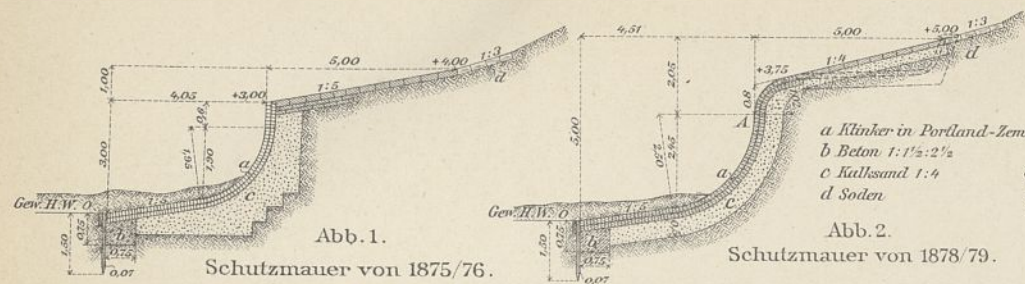 1,00
5,00
+4,00
1:3
d
1:5
4,05
+3,00
0,6
3,00
1,95
1,90
a
c
1:5
Gew. H.W. 0
0,75
b
1,50
0,75
0,07
Abb. 1.
Schutzmauer von 1875/76.
4,51
5,00
+5,00
1:3
d
1:4
2,05
+3,75
0,8
A
5,00
2,50
2,45
a
c
1:5
Gew. H.W. 0
0,75
b
1,50
0,75
0,07
a Klinker in Portland-Zem
b Beton 1:1½:2½
c Kalksand 1:4
d Soden
Abb. 2.
Schutzmauer von 1878/79.